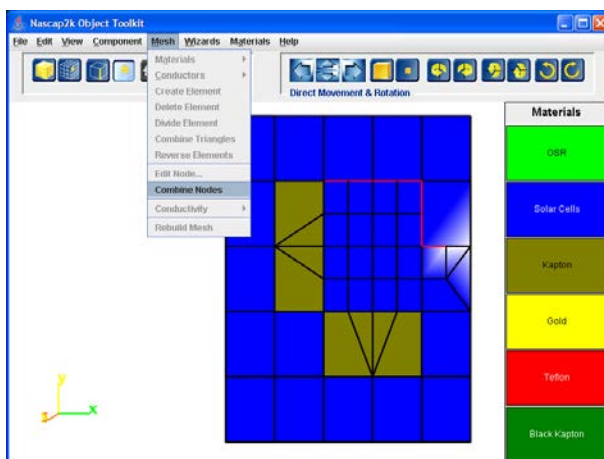 Nascap2k Object Toolkit
File Edit View Component Mesh Wizards Materials Help
Materials
Conductors
Create Element
Delete Element
Divide Element
Combine Triangles
Reverse Elements
Edit Node...
Combine Nodes
Conductivity
Rebuild Mesh
Direct Movement & Rotation
Materials
OSR
Solar Cells
Kapton
Gold
Teflon
Black Kapton
y
x